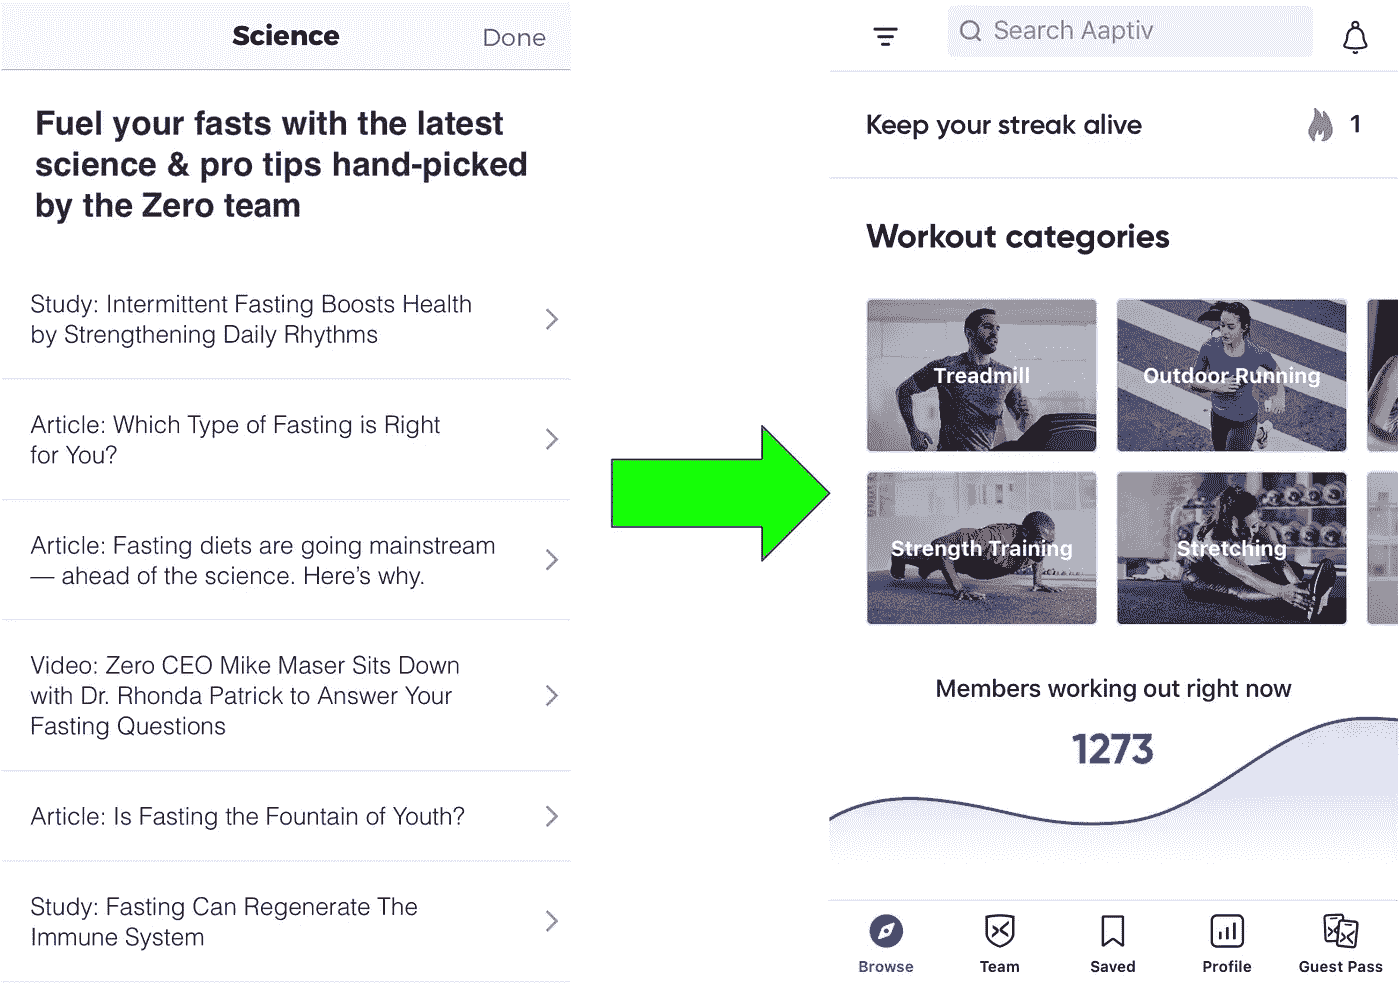 Science
Done
Fuel your fasts with the latest
science & pro tips hand-picked
by the Zero team
Study: Intermittent Fasting Boosts Health
by Strengthening Daily Rhythms
Article: Which Type of Fasting is Right
for You?
Article: Fasting diets are going mainstream
— ahead of the science. Here’s why.
Video: Zero CEO Mike Maser Sits Down
with Dr. Rhonda Patrick to Answer Your
Fasting Questions
Article: Is Fasting the Fountain of Youth?
Study: Fasting Can Regenerate The
Immune System
Search Aaptiv
Keep your streak alive
1
Workout categories
Treadmill
Outdoor Running
Strength Training
Stretching
Members working out right now
1273
Browse
Team
Saved
Profile
Guest Pass